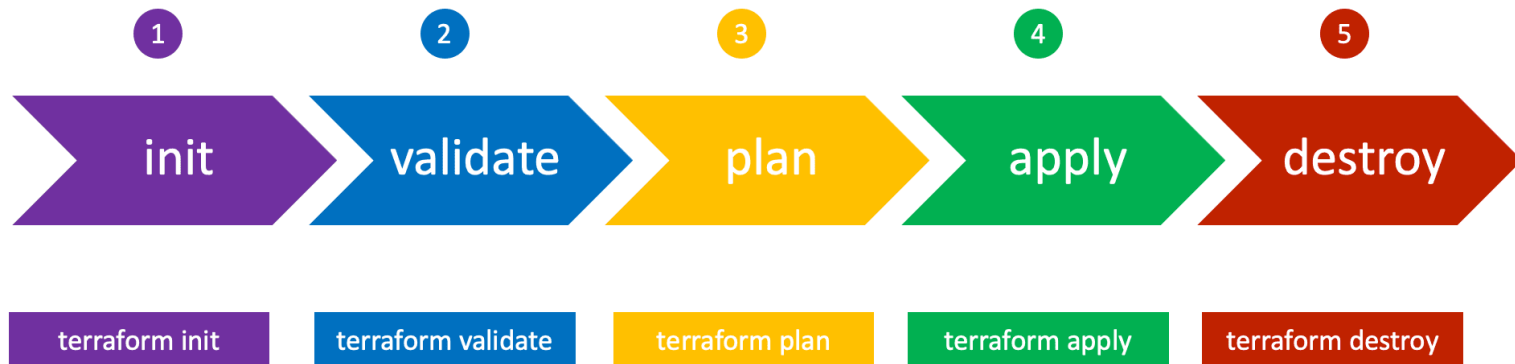 1 2 3 4 5
init validate plan apply destroy
terraform init terraform validate terraform plan terraform apply terraform destroy